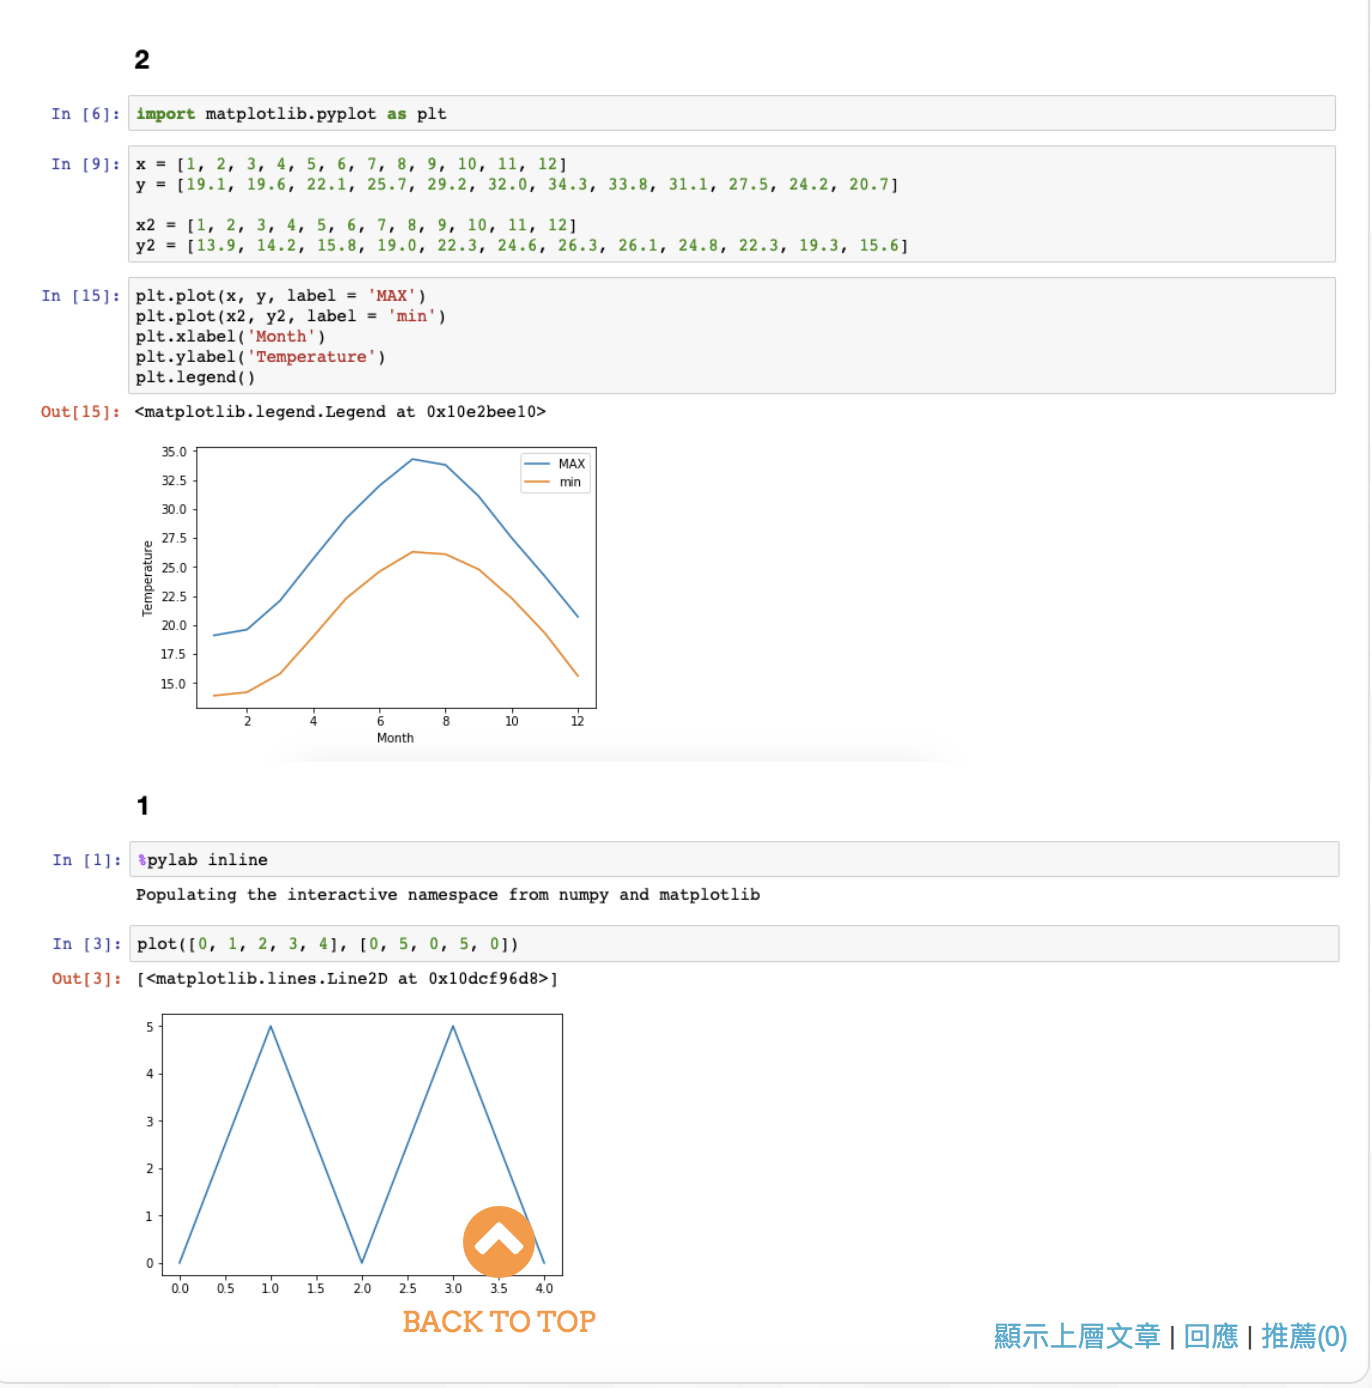 2
In [6]: import matplotlib.pyplot as plt
In [9]: x = [1, 2, 3, 4, 5, 6, 7, 8, 9, 10, 11, 12]
y = [19.1, 19.6, 22.1, 25.7, 29.2, 32.0, 34.3, 33.8, 31.1, 27.5, 24.2, 20.7]
x2 = [1, 2, 3, 4, 5, 6, 7, 8, 9, 10, 11, 12]
y2 = [13.9, 14.2, 15.8, 19.0, 22.3, 24.6, 26.3, 26.1, 24.8, 22.3, 19.3, 15.6]
In [15]: plt.plot(x, y, label = 'MAX')
plt.plot(x2, y2, label = 'min')
plt.xlabel('Month')
plt.ylabel('Temperature')
plt.legend()
Out[15]: <matplotlib.legend.Legend at 0x10e2bee10>
35.0
32.5
30.0
27.5
25.0
22.5
20.0
17.5
15.0
Temperature
MAX
min
2 4 6 8 10 12
Month
1
In [1]: %pylab inline
Populating the interactive namespace from numpy and matplotlib
In [3]: plot([0, 1, 2, 3, 4], [0, 5, 0, 5, 0])
Out[3]: [<matplotlib.lines.Line2D at 0x10dcf96d8>]
5
4
3
2
1
0
0.0 0.5 1.0 1.5 2.0 2.5 3.0 3.5 4.0
BACK TO TOP
顯示上層文章 | 回應 | 推薦(0)